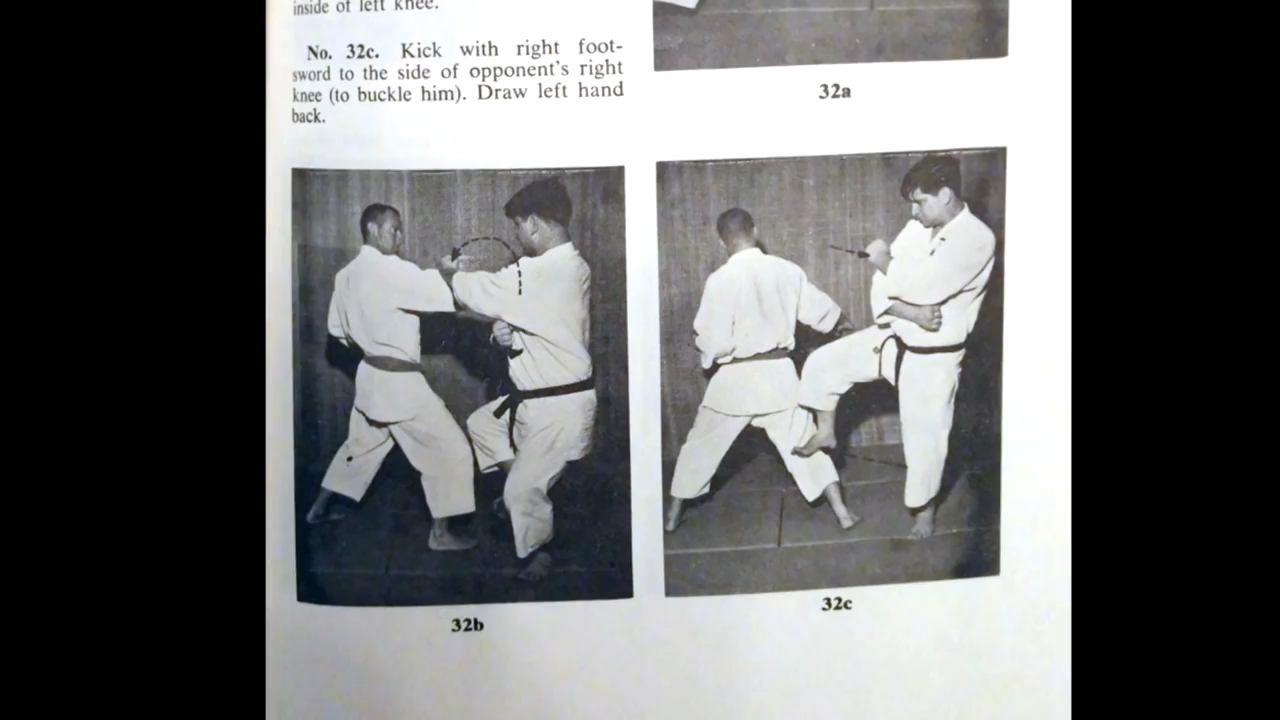 inside of left knee.
No. 32c. Kick with right foot-
sword to the side of opponent's right
knee (to buckle him). Draw left hand
back.
32a
32b
32c